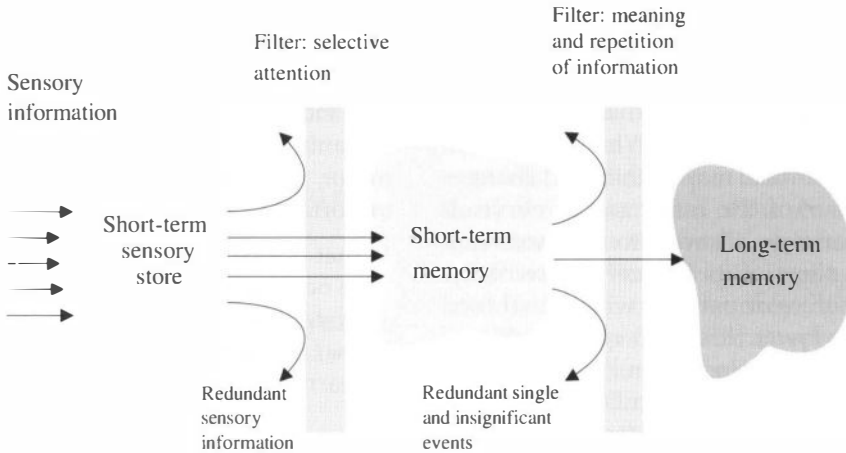 Sensory
information
Filter: selective
attention
Filter: meaning
and repetition
of information
Short-term
sensory
store
Short-term
memory
Long-term
memory
Redundant
sensory
information
Redundant single
and insignificant
events